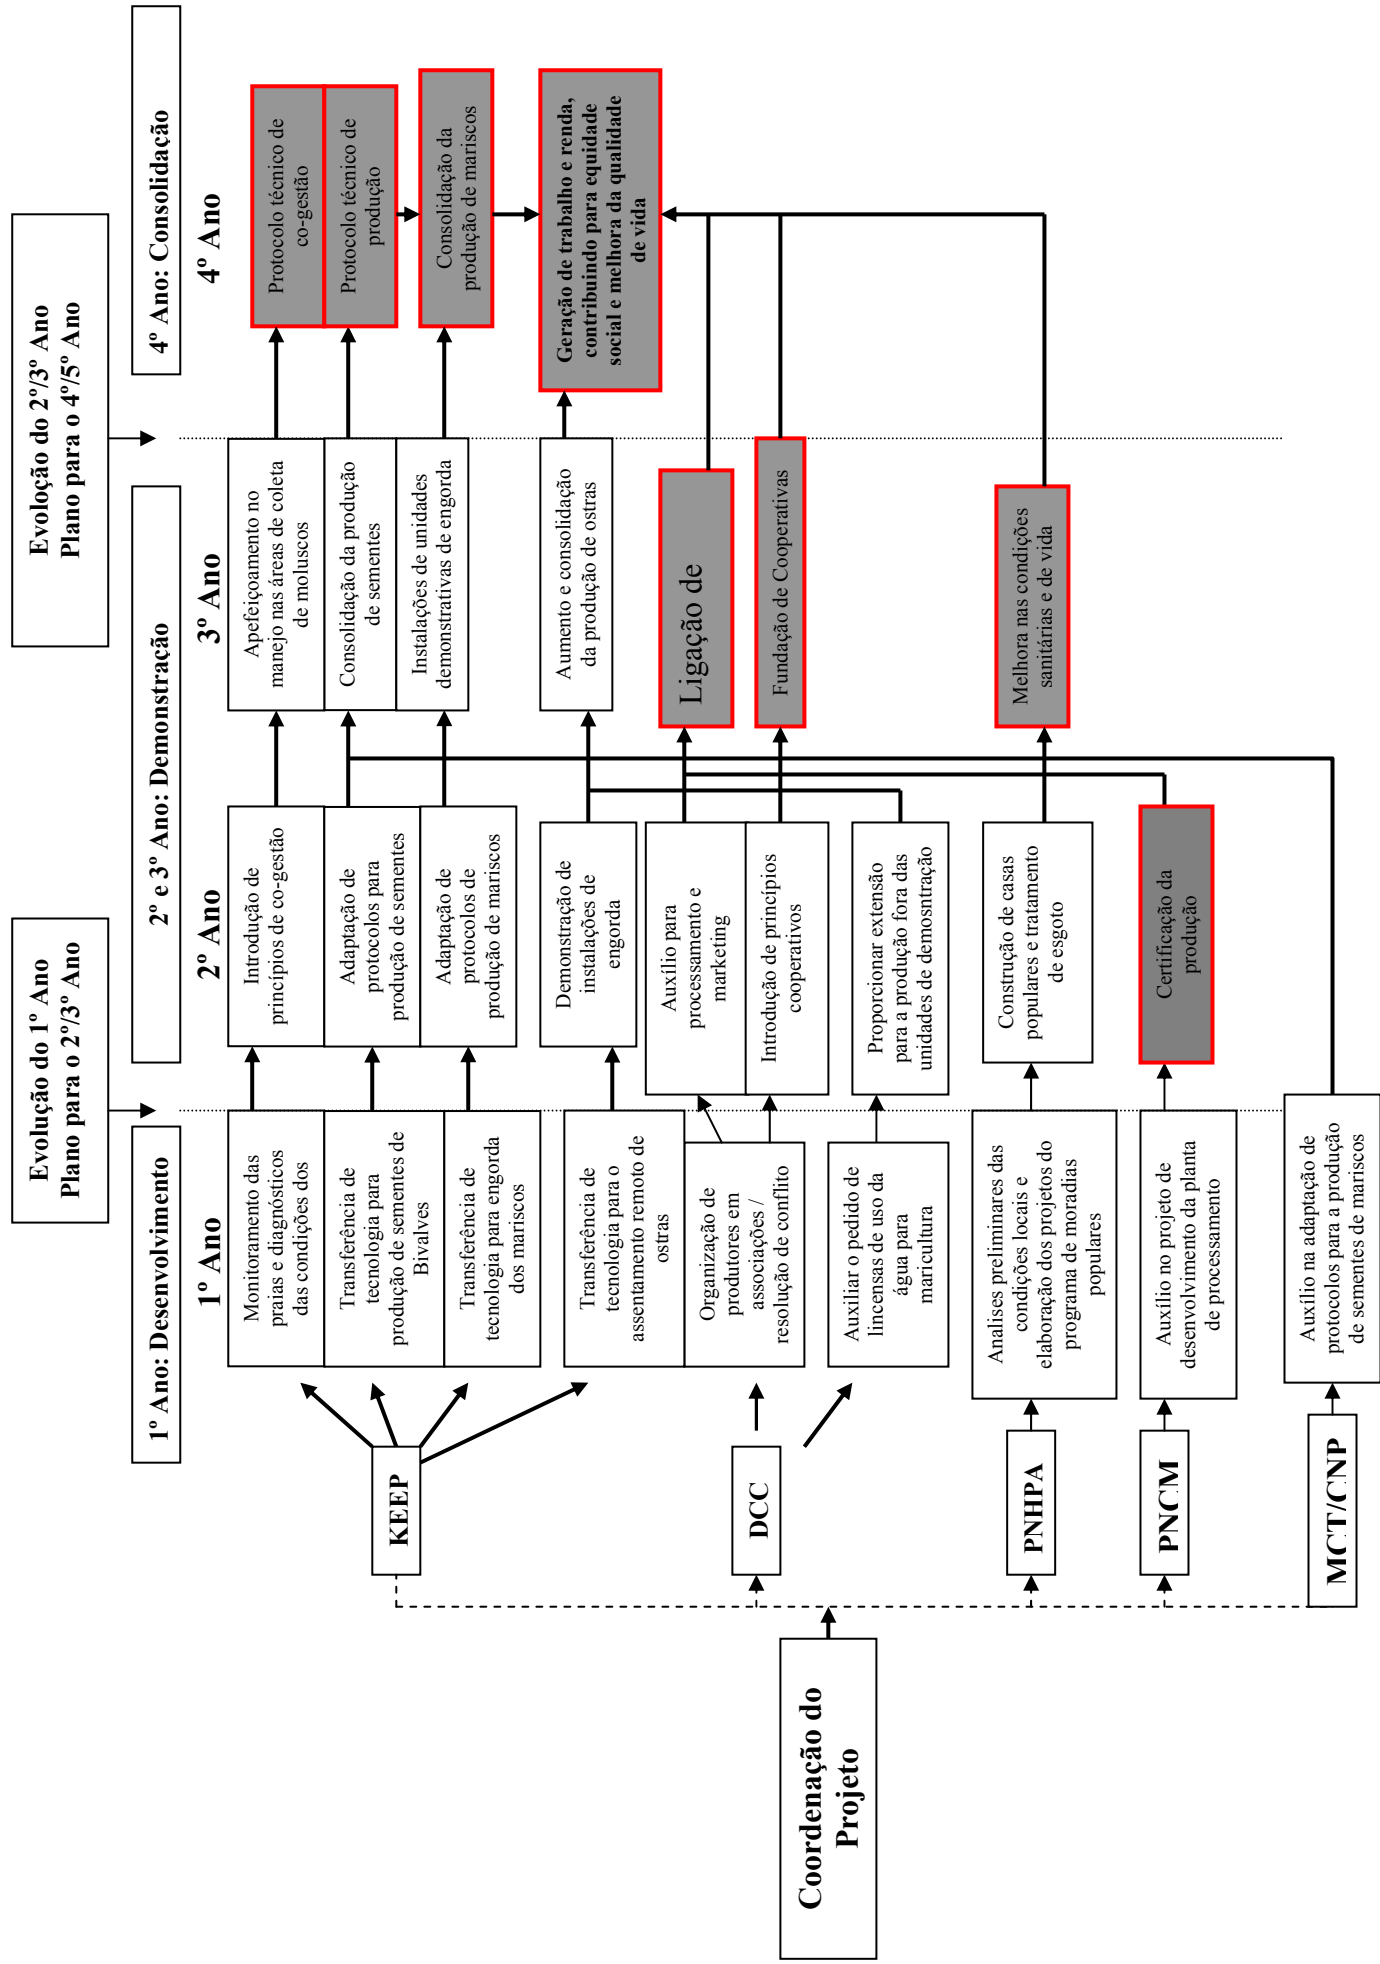 Evolução do 1º Ano
Plano para o 2º/3º Ano
Evoloção do 2º/3º Ano
Plano para o 4º/5º Ano
1º Ano: Desenvolvimento
2º e 3º Ano: Demonstração
4º Ano: Consolidação
1º Ano
2º Ano
3º Ano
4º Ano
Coordenação do
Projeto
KEEP
DCC
PNHPA
PNCM
MCT/CNP
Monitoramento das
praias e diagnósticos
das condições dos
Transferência de
tecnologia para
produção de sementes de
Bivalves
Transferência de
tecnologia para engorda
dos mariscos
Transferência de
tecnologia para o
assentamento remoto de
ostras
Organização de
produtores em
associações /
resolução de conflito
Auxiliar o pedido de
lincensas de uso da
água para
maricultura
Analises preliminares das
condições locais e
elaboração dos projetos do
programa de moradias
populares
Auxílio no projeto de
desenvolvimento da planta
de processamento
Auxílio na adaptação de
protocolos para a produção
de sementes de mariscos
Introdução de
princípios de co-gestão
Adaptação de
protocolos para
produção de sementes
Adaptação de
protocolos de
produção de mariscos
Demonstração de
instalações de
engorda
Auxílio para
processamento e
marketing
Introdução de princípios
cooperativos
Proporcionar extensão
para a produção fora das
unidades de demosntração
Construção de casas
populares e tratamento
de esgoto
Certificação da
produção
Apefeiçoamento no
manejo nas áreas de coleta
de moluscos
Consolidação da produção
de sementes
Instalações de unidades
demonstrativas de engorda
Aumento e consolidação
da produção de ostras
Ligação de
Fundação de Cooperativas
Melhora nas condições
sanitárias e de vida
Protocolo técnico de
co-gestão
Protocolo técnico de
produção
Consolidação da
produção de mariscos
Geração de trabalho e renda,
contribuindo para equidade
social e melhora da qualidade
de vida